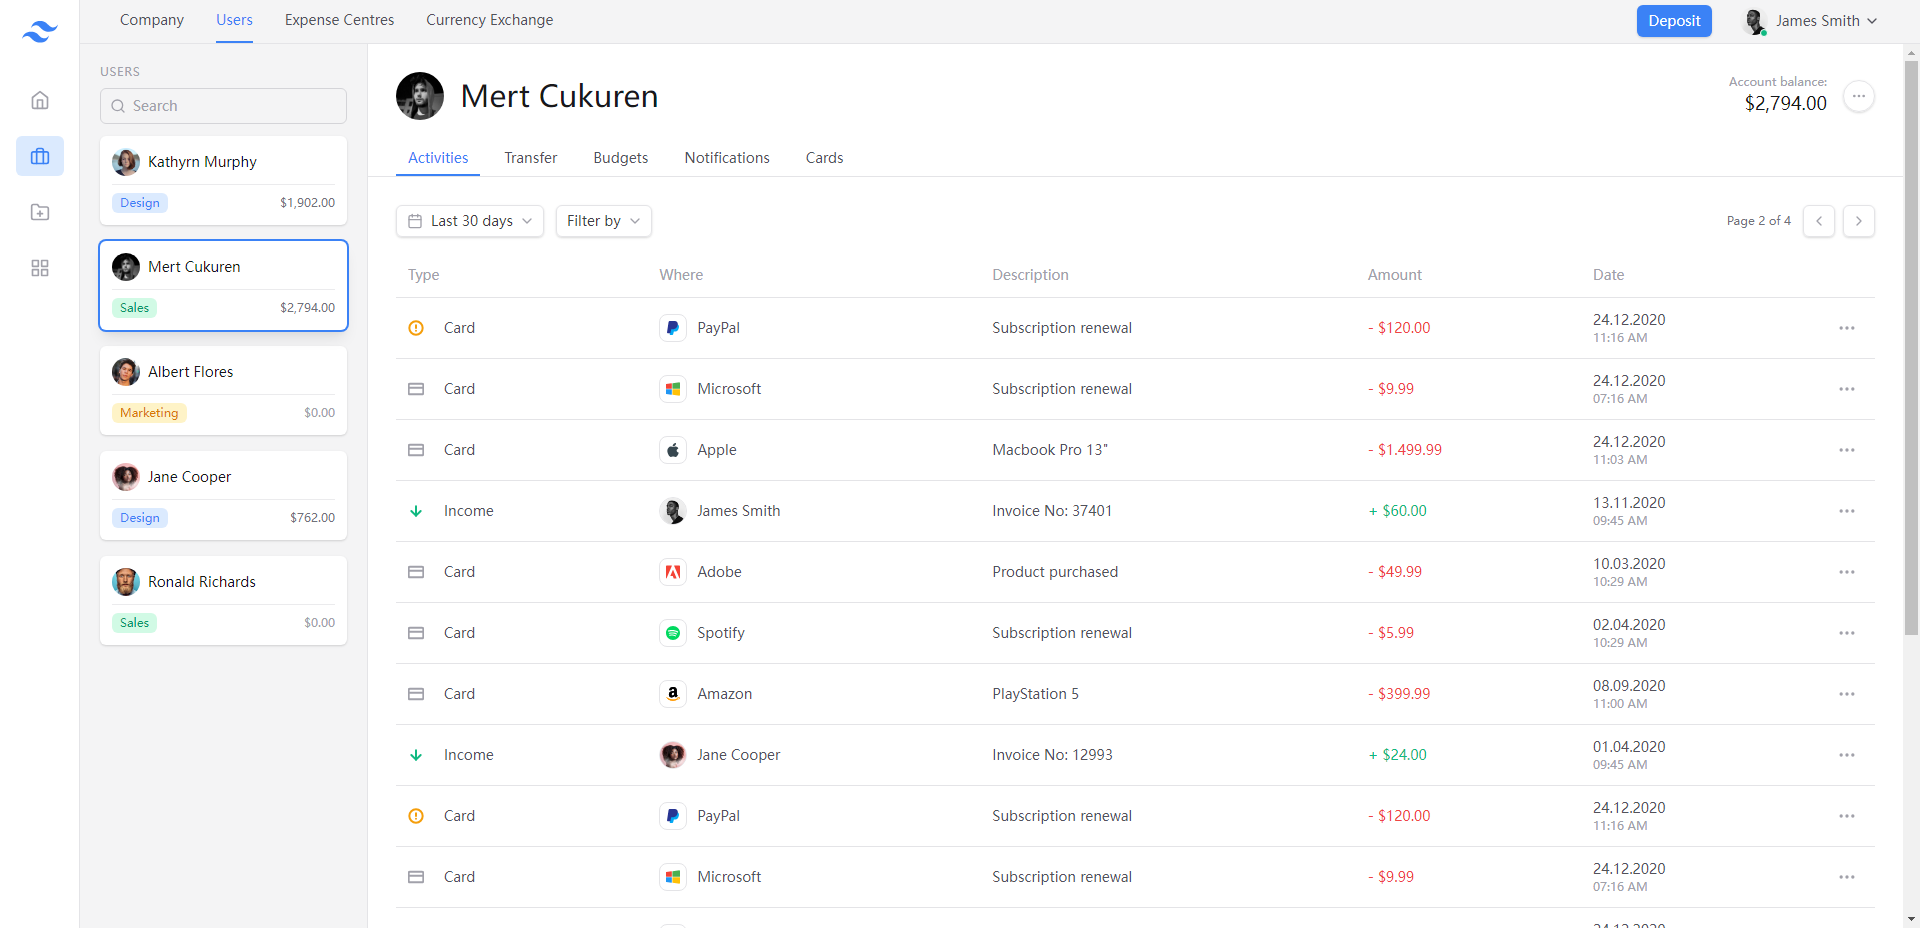 Company Users Expense Centres Currency Exchange Deposit James Smith
USERS
Search
Kathyrn Murphy
Design $1,902.00
Mert Cukuren
Sales $2,794.00
Albert Flores
Marketing $0.00
Jane Cooper
Design $762.00
Ronald Richards
Sales $0.00
Mert Cukuren
Account balance:
$2,794.00
Activities Transfer Budgets Notifications Cards
Last 30 days Filter by Page 2 of 4
Type Where Description Amount Date
Card PayPal Subscription renewal - $120.00 24.12.2020
11:16 AM
Card Microsoft Subscription renewal - $9.99 24.12.2020
07:16 AM
Card Apple Macbook Pro 13" - $1.499.99 24.12.2020
11:03 AM
Income James Smith Invoice No: 37401 + $60.00 13.11.2020
09:45 AM
Card Adobe Product purchased - $49.99 10.03.2020
10:29 AM
Card Spotify Subscription renewal - $5.99 02.04.2020
10:29 AM
Card Amazon PlayStation 5 - $399.99 08.09.2020
11:00 AM
Income Jane Cooper Invoice No: 12993 + $24.00 01.04.2020
09:45 AM
Card PayPal Subscription renewal - $120.00 24.12.2020
11:16 AM
Card Microsoft Subscription renewal - $9.99 24.12.2020
07:16 AM